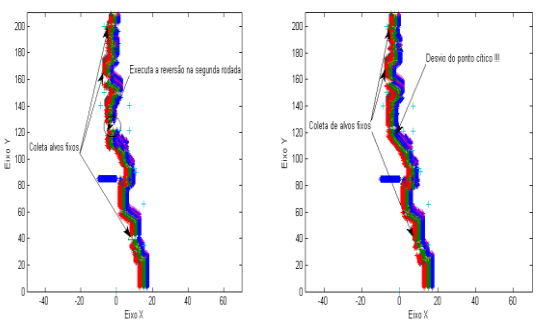 200
180
160
140
120
100
80
60
40
20
0
Eixo Y
-40 -20 0 20 40 60
Eixo X
Executa a reversão na segunda rodada
Coleta alvos fixos
200
180
160
140
120
100
80
60
40
20
0
Eixo Y
-40 -20 0 20 40 60
Eixo X
Desvio do ponto cítico !!!
Coleta de alvos fixos